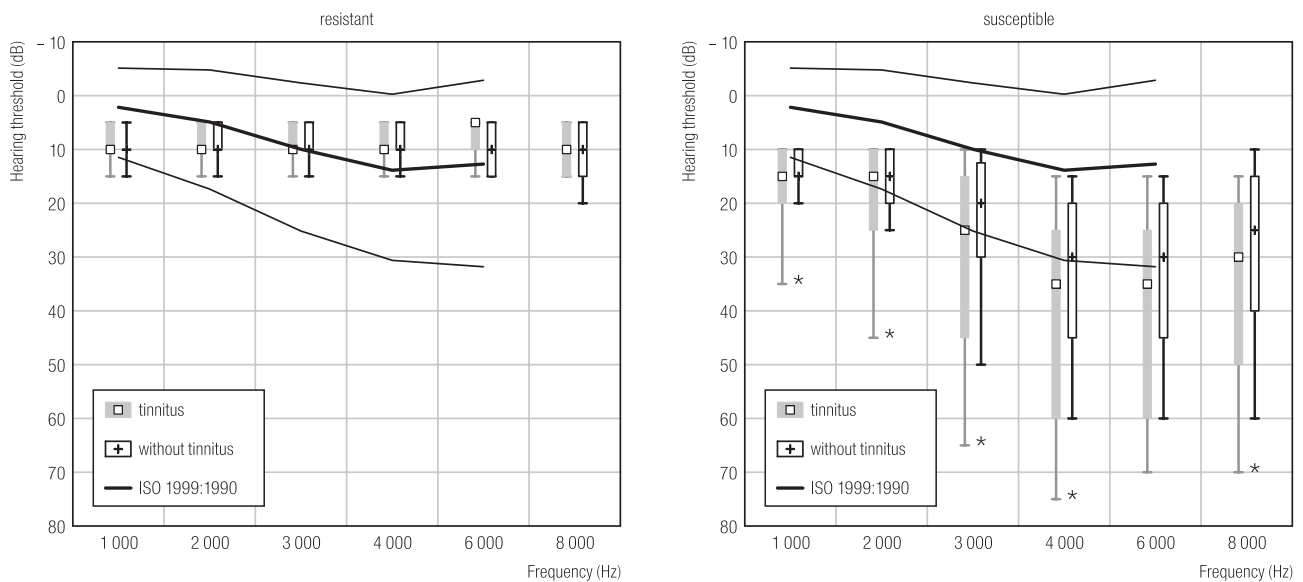 resistant
Hearing threshold (dB)
– 10
0
10
20
30
40
50
60
70
80
tinnitus
without tinnitus
ISO 1999:1990
1 000 2 000 3 000 4 000 6 000 8 000
Frequency (Hz)
susceptible
Hearing threshold (dB)
– 10
0
10
20
30
40
50
60
70
80
*
*
*
*
*
tinnitus
without tinnitus
ISO 1999:1990
1 000 2 000 3 000 4 000 6 000 8 000
Frequency (Hz)